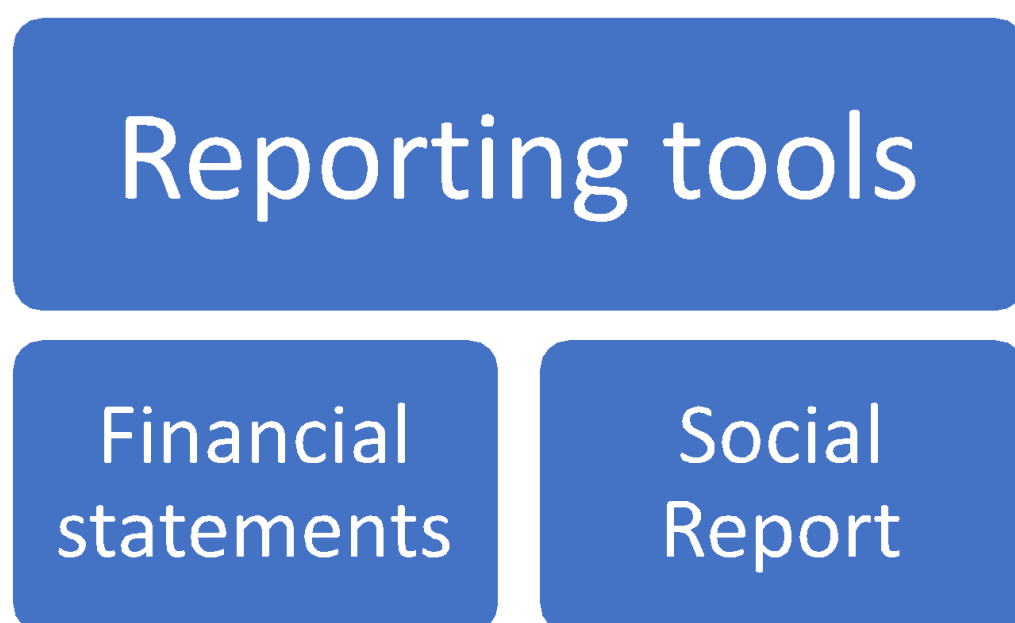 Reporting tools
Financial
statements
Social
Report